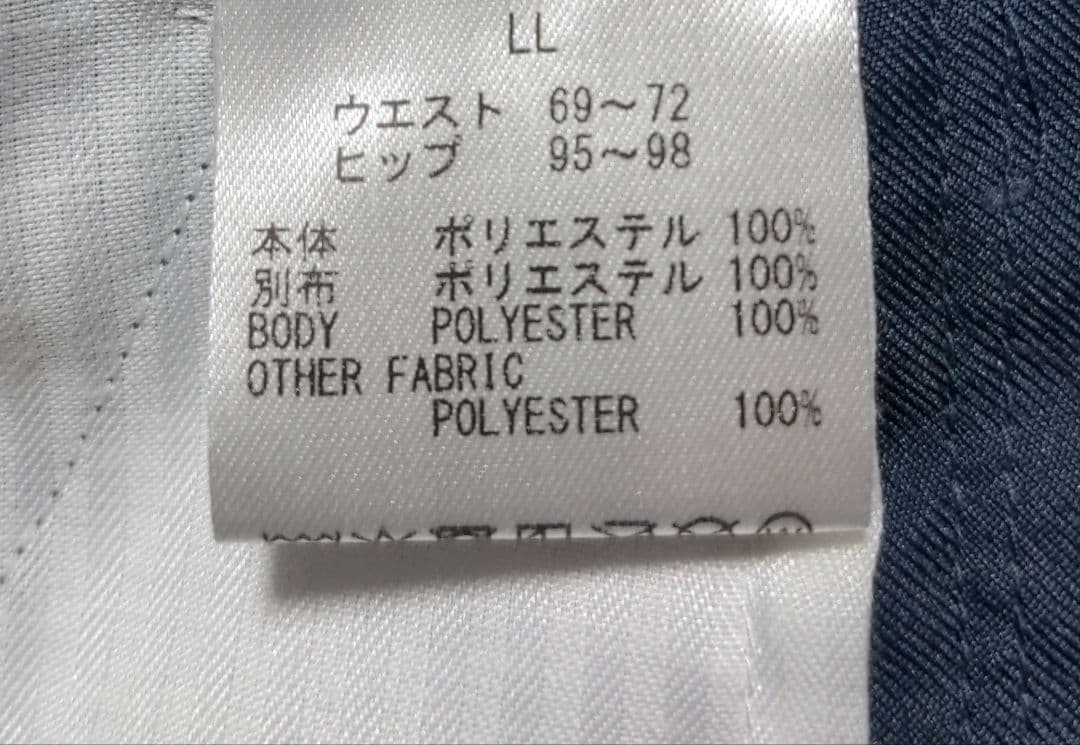 LL
ウエスト 69～72
ヒップ 95～98
本体 ポリエステル 100%
別布 ポリエステル 100%
BODY POLYESTER 100%
OTHER FABRIC
POLYESTER 100%